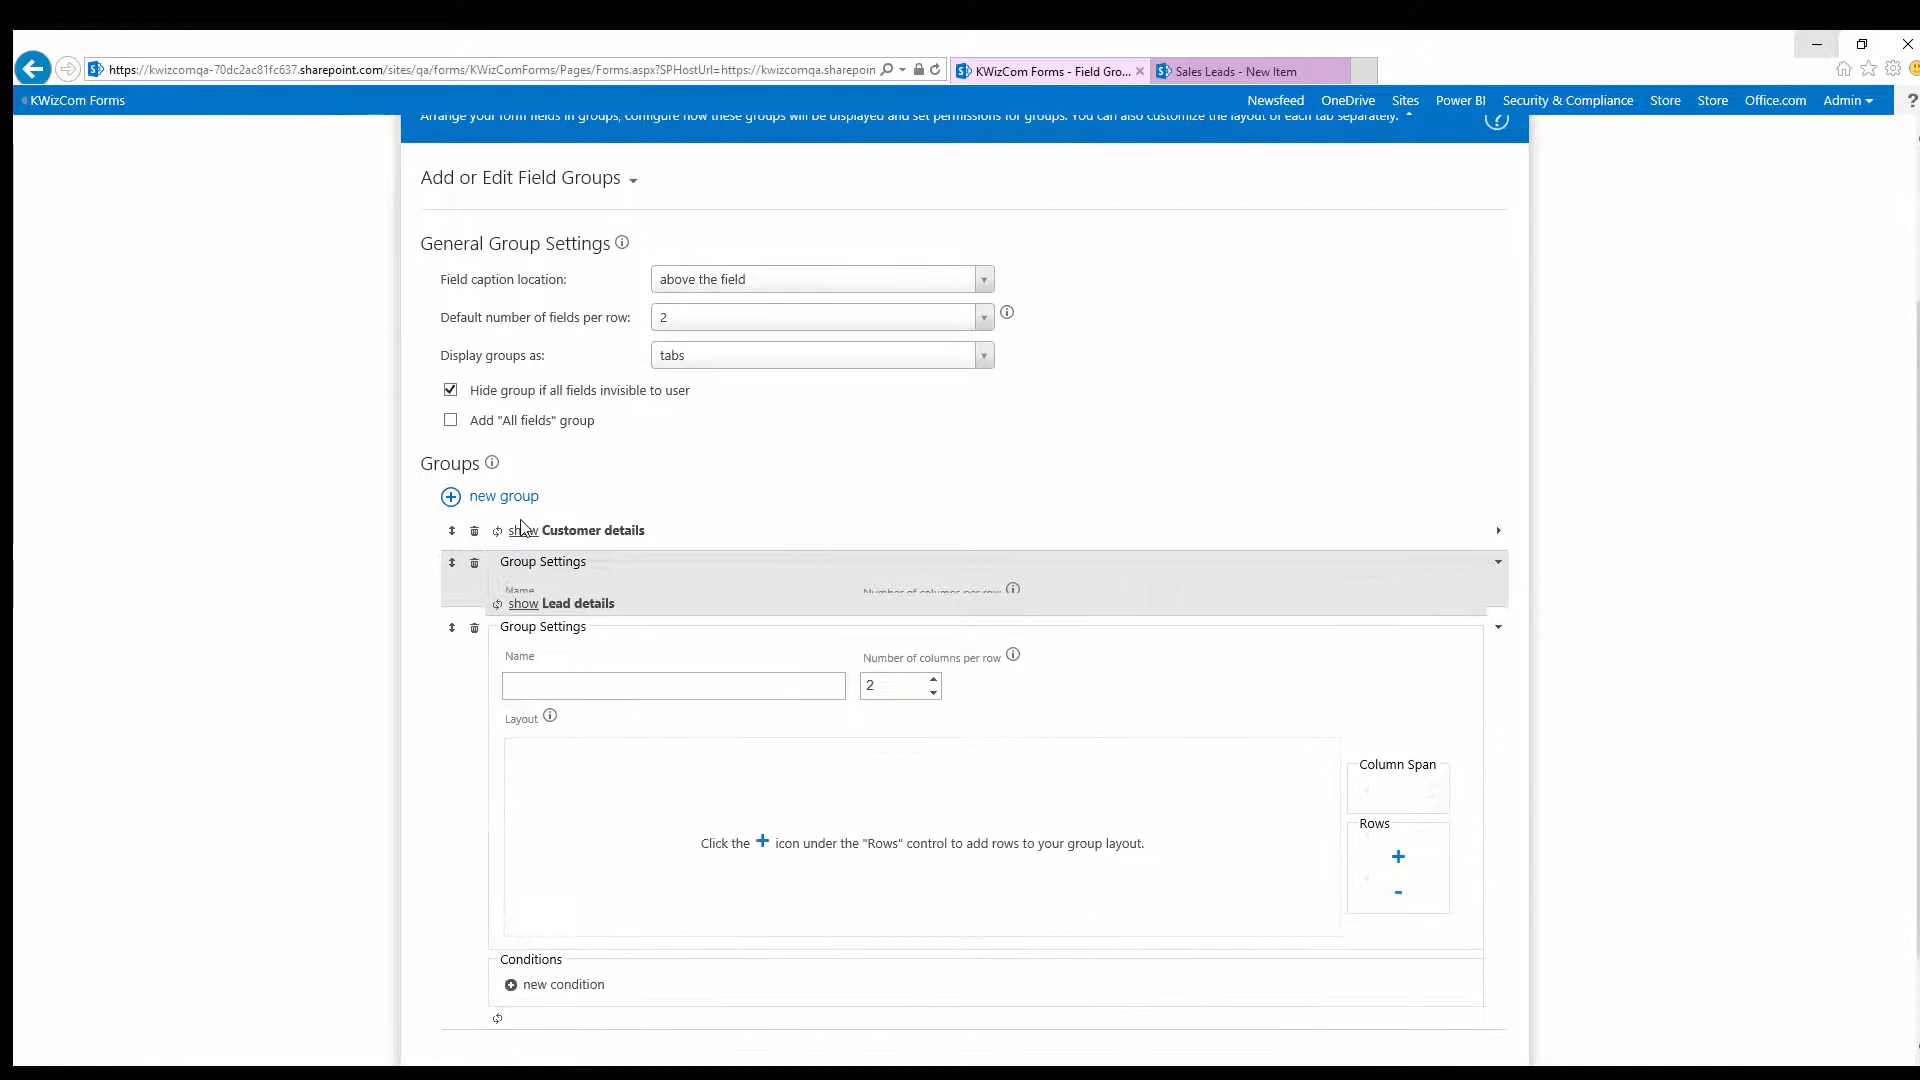 https://kwizcomqa-70dc2ac81fc637.sharepoint.com/sites/qa/forms/KWizComForms/Pages/Forms.aspx?SPHostUrl=https://kwizcomqa.sharepoin
KWizCom Forms - Field Gro...
Sales Leads - New Item
KWizCom Forms
Newsfeed OneDrive Sites Power BI Security & Compliance Store Store Office.com Admin ?
Arrange your form fields in groups, configure how these groups will be displayed and set permissions for groups. You can also customize the layout of each tab separately.
Add or Edit Field Groups
General Group Settings
Field caption location: above the field
Default number of fields per row: 2
Display groups as: tabs
Hide group if all fields invisible to user
Add "All fields" group
Groups
new group
show Customer details
Group Settings
Name Number of columns per row
show Lead details
Group Settings
Name Number of columns per row
2
Layout
Column Span
Rows
Click the + icon under the "Rows" control to add rows to your group layout.
+
-
Conditions
new condition